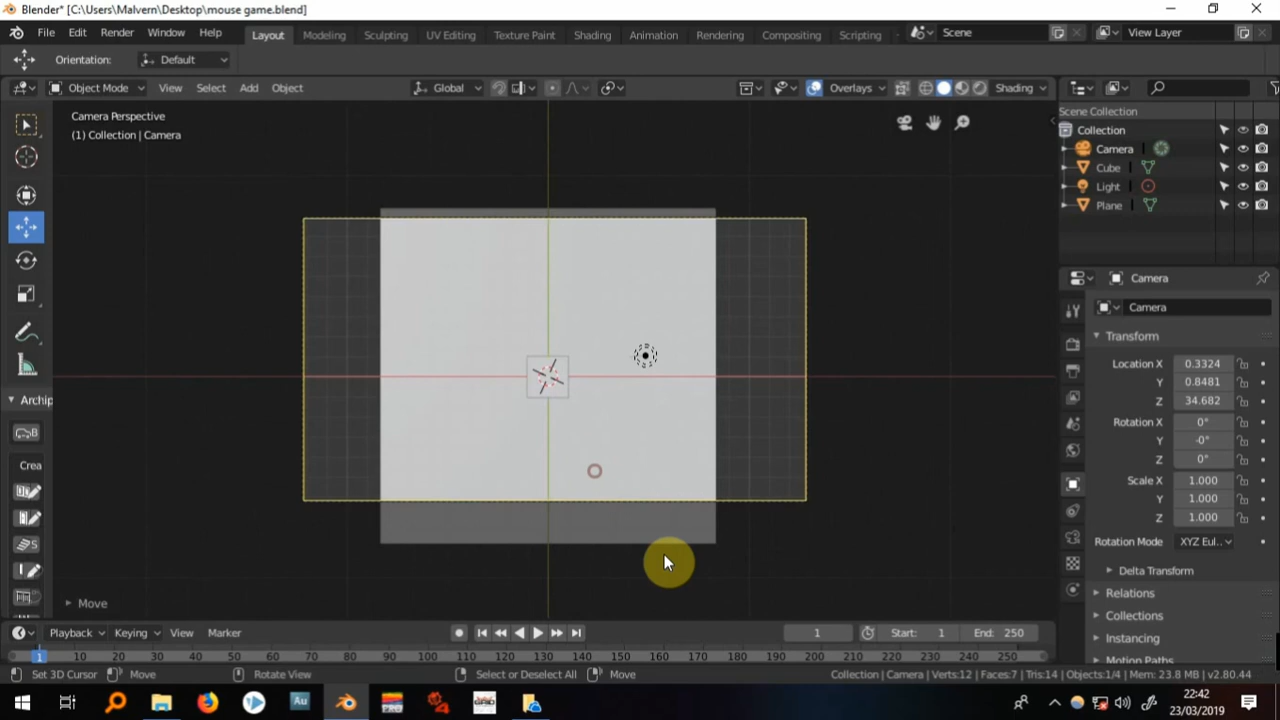 Blender* [C:\Users\Malvern\Desktop\mouse game.blend]
File Edit Render Window Help Layout Modeling Sculpting UV Editing Texture Paint Shading Animation Rendering Compositing Scripting Scene View Layer
Orientation: Default
Object Mode View Select Add Object Global Overlays Shading
Camera Perspective
(1) Collection | Camera
Scene Collection
Collection
Camera
Cube
Light
Plane
Camera
Camera
Transform
Location X 0.3324
Y 0.8481
Z 34.682
Rotation X 0°
Y -0°
Z 0°
Scale X 1.000
Y 1.000
Z 1.000
Rotation Mode XYZ Eul..
Delta Transform
Relations
Collections
Instancing
Motion Paths
Archip
Crea
Move
Playback Keying View Marker 1 Start: 1 End: 250
1 10 20 30 40 50 60 70 80 90 100 110 120 130 140 150 160 170 180 190 200 210 220 230 240 250
Set 3D Cursor Move Rotate View Select or Deselect All Move Collection | Camera | Verts:12 | Faces:7 | Tris:14 | Objects:1/4 | Mem: 23.8 MB | v2.80.44
Au
GRID
22:42
23/03/2019